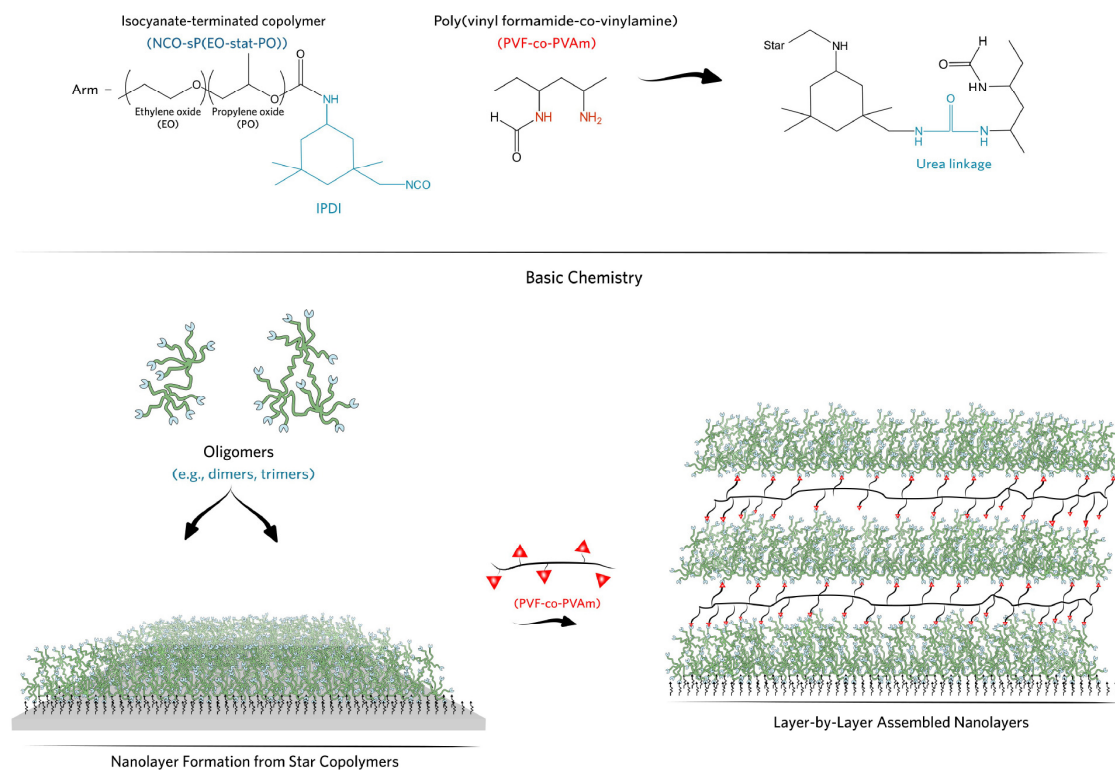 Isocyanate-terminated copolymer
(NCO-sP(EO-stat-PO))
Poly(vinyl formamide-co-vinylamine)
(PVF-co-PVAm)
Arm –
O
O
O
NH
Ethylene oxide
(EO)
Propylene oxide
(PO)
NCO
IPDI
H
NH
NH₂
O
Star
NH
H
O
NH
O
N
H
N
H
Urea linkage
Basic Chemistry
Oligomers
(e.g., dimers, trimers)
(PVF-co-PVAm)
Layer-by-Layer Assembled Nanolayers
Nanolayer Formation from Star Copolymers